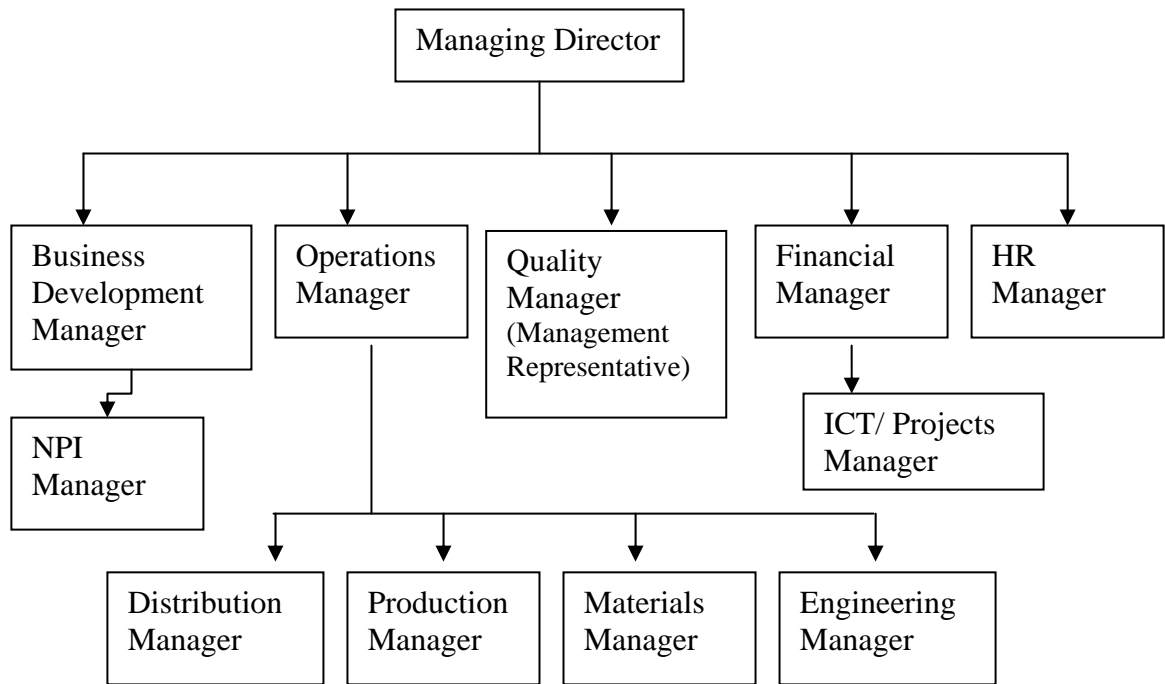 Managing Director
Business
Development
Manager
Operations
Manager
Quality
Manager
(Management
Representative)
Financial
Manager
HR
Manager
NPI
Manager
ICT/ Projects
Manager
Distribution
Manager
Production
Manager
Materials
Manager
Engineering
Manager